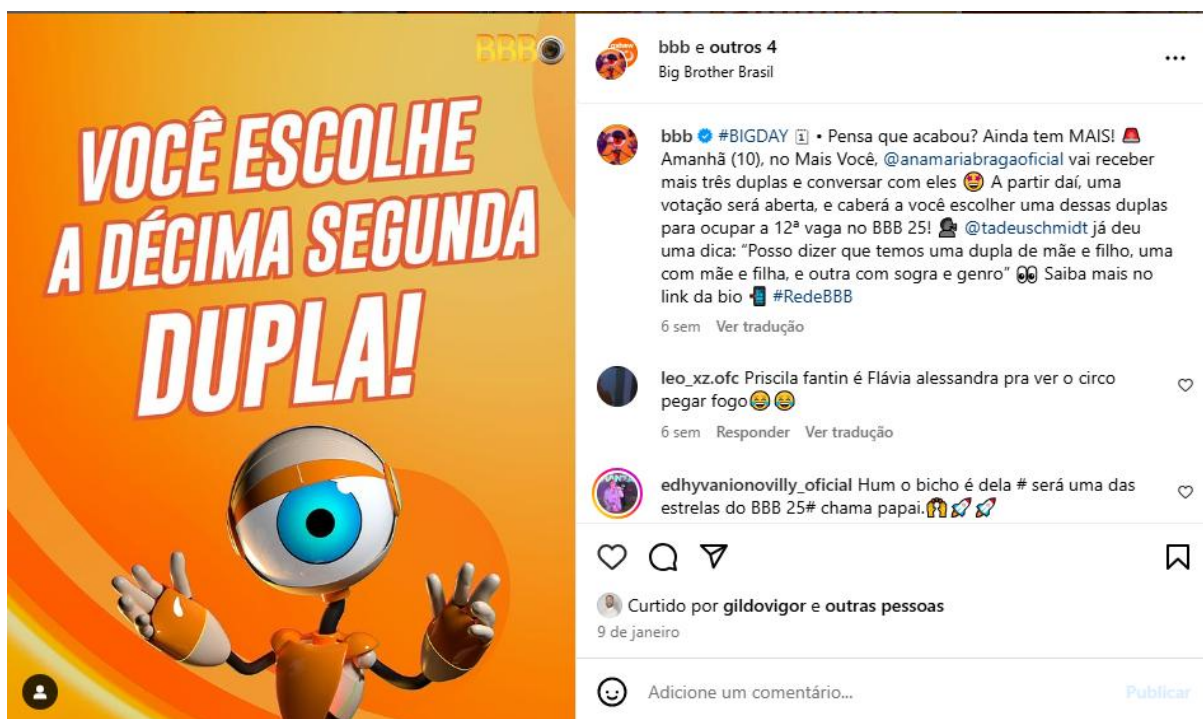 BBB
VOCÊ ESCOLHE
A DÉCIMA SEGUNDA
DUPLA!
bbb e outros 4
Big Brother Brasil
bbb #BIGDAY 1 • Pensa que acabou? Ainda tem MAIS! 🚨
Amanhã (10), no Mais Você, @anamariabragaoficial vai receber
mais três duplas e conversar com eles 🤩 A partir daí, uma
votação será aberta, e caberá a você escolher uma dessas duplas
para ocupar a 12ª vaga no BBB 25! 🗣️ @tadeuschmidt já deu
uma dica: “Posso dizer que temos uma dupla de mãe e filho, uma
com mãe e filha, e outra com sogra e genro” 👀 Saiba mais no
link da bio 📲 #RedeBBB
6 sem Ver tradução
leo_xz.ofc Priscila fantin é Flávia alessandra pra ver o circo
pegar fogo😂😂
6 sem Responder Ver tradução
edhyvanionovilly_oficial Hum o bicho é dela # será uma das
estrelas do BBB 25# chama papai.🙌🚀🚀
Curtido por gildovigor e outras pessoas
9 de janeiro
Adicione um comentário...
Publicar